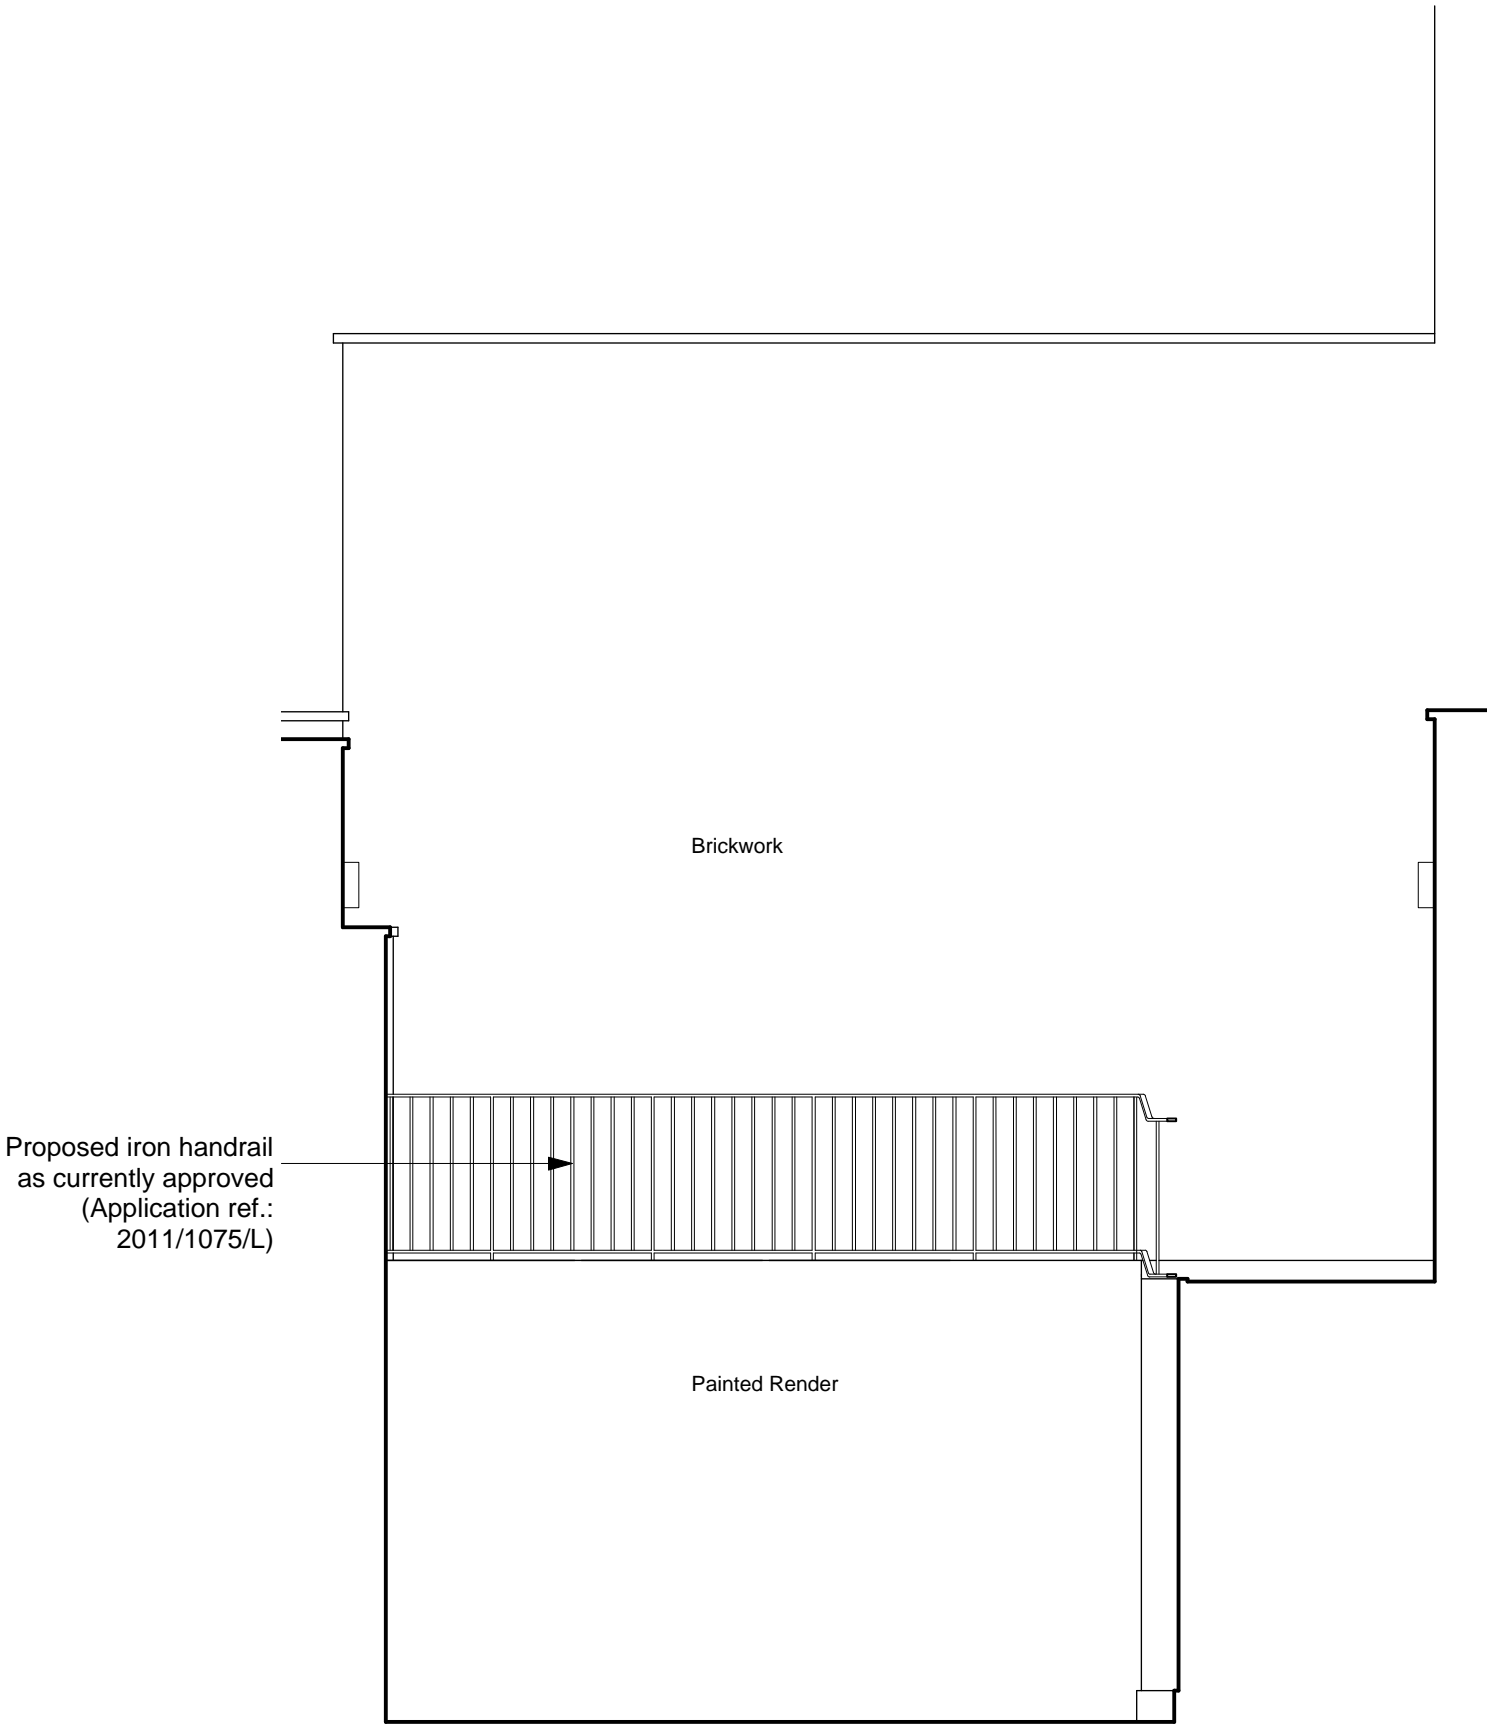 Brickwork
Proposed iron handrail
as currently approved
(Application ref.:
2011/1075/L)
Painted Render